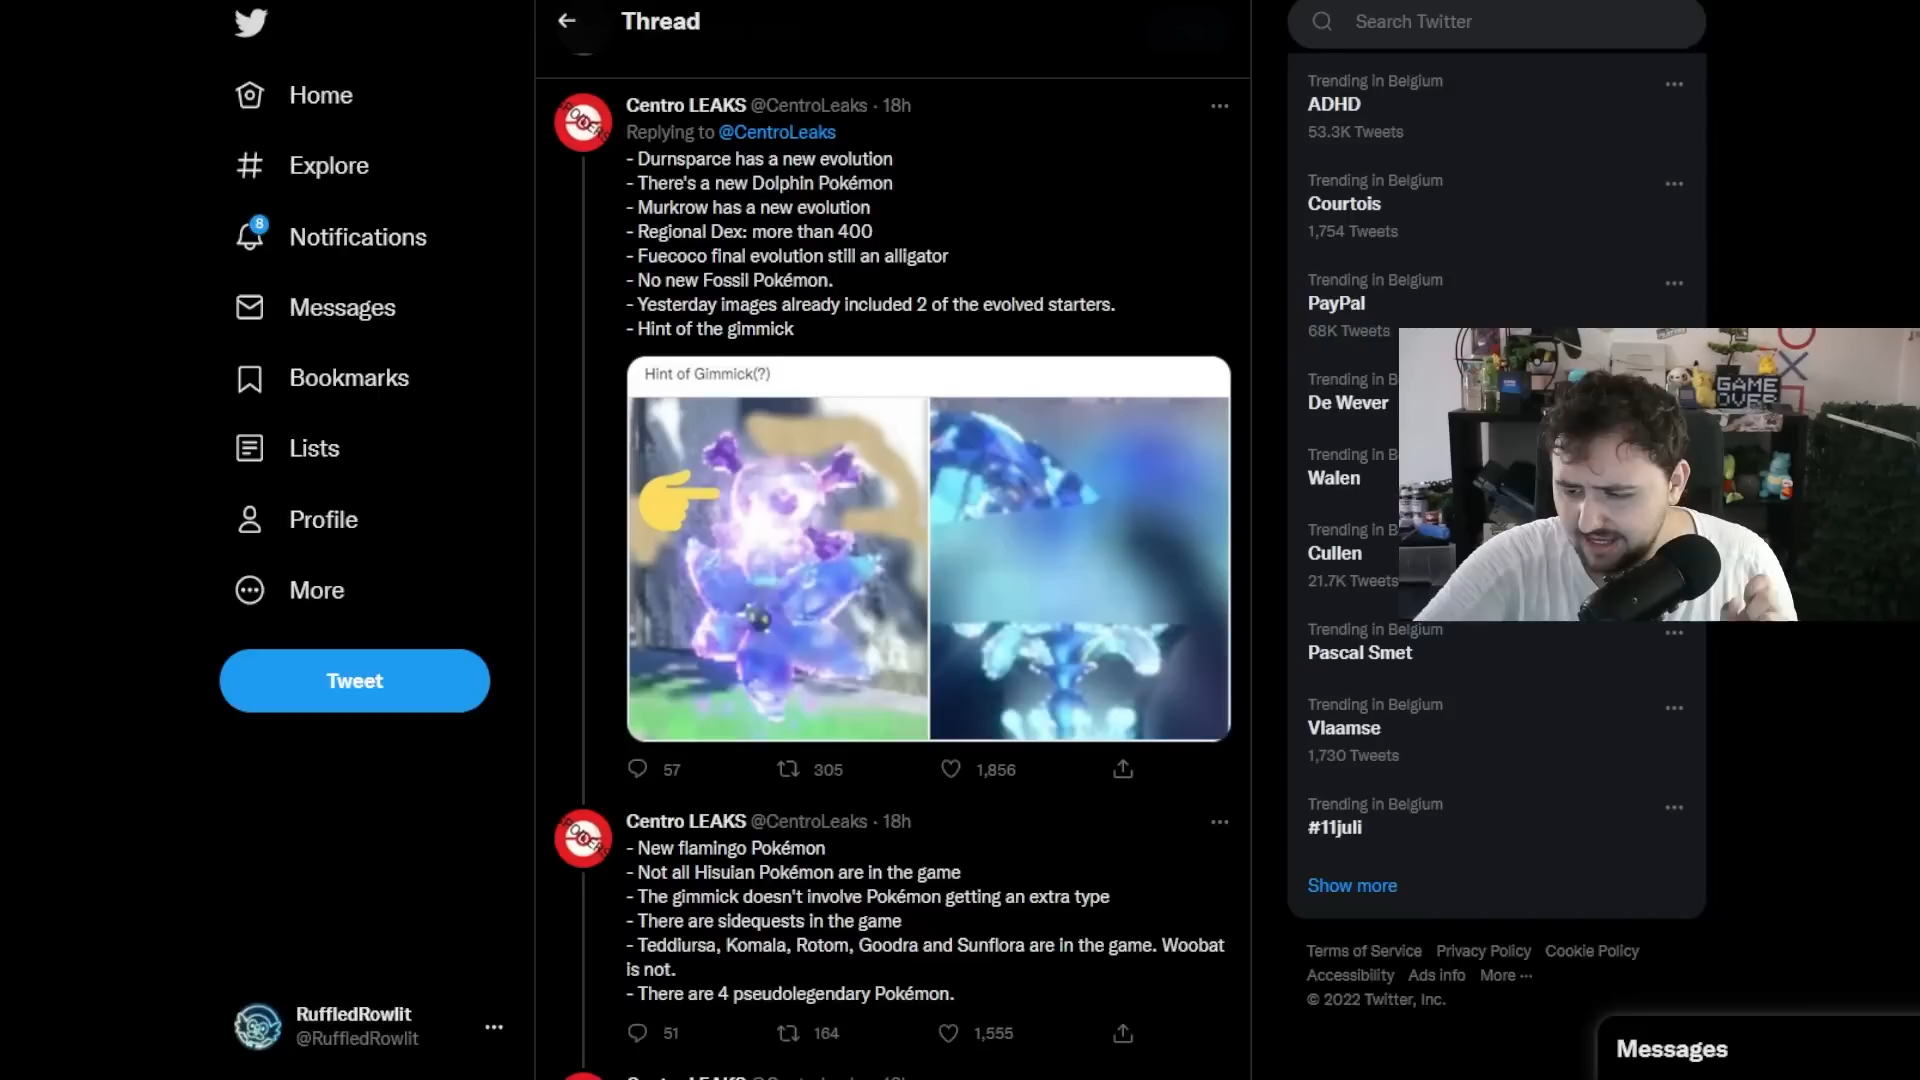 Home
Explore
8
Notifications
Messages
Bookmarks
Lists
Profile
More
Tweet
RuffledRowlit
@RuffledRowlit
Thread
Centro LEAKS @CentroLeaks · 18h
Replying to @CentroLeaks
- Durnsparce has a new evolution
- There's a new Dolphin Pokémon
- Murkrow has a new evolution
- Regional Dex: more than 400
- Fuecoco final evolution still an alligator
- No new Fossil Pokémon.
- Yesterday images already included 2 of the evolved starters.
- Hint of the gimmick
Hint of Gimmick(?)
57 305 1,856
Centro LEAKS @CentroLeaks · 18h
- New flamingo Pokémon
- Not all Hisuian Pokémon are in the game
- The gimmick doesn't involve Pokémon getting an extra type
- There are sidequests in the game
- Teddiursa, Komala, Rotom, Goodra and Sunflora are in the game. Woobat
is not.
- There are 4 pseudolegendary Pokémon.
51 164 1,555
Search Twitter
Trending in Belgium
ADHD
53.3K Tweets
Trending in Belgium
Courtois
1,754 Tweets
Trending in Belgium
PayPal
68K Tweets
Trending in B
De Wever
Trending in B
Walen
Trending in B
Cullen
21.7K Tweets
Trending in Belgium
Pascal Smet
Trending in Belgium
Vlaamse
1,730 Tweets
Trending in Belgium
#11juli
Show more
Terms of Service Privacy Policy Cookie Policy
Accessibility Ads info More ···
© 2022 Twitter, Inc.
GAME
OVER
Messages